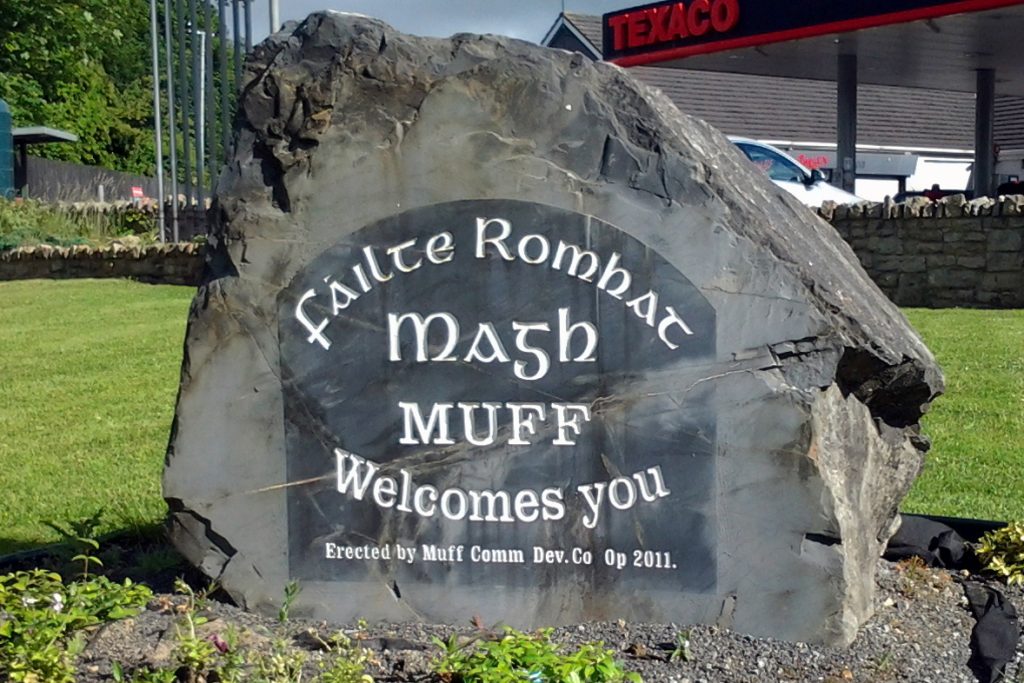 TEXACO
Fáilte Romhat
Magh
MUFF
Welcomes you
Erected by Muff Comm Dev. Co Op 2011.